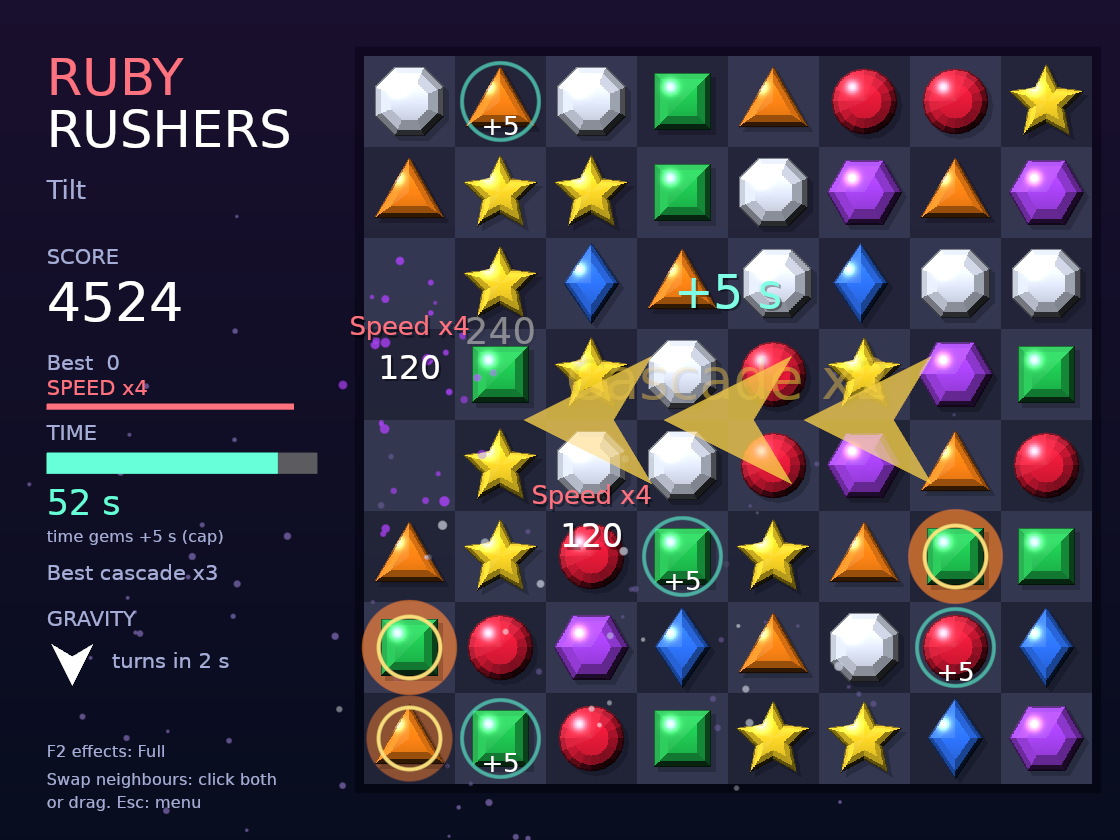 RUBY
RUSHERS
Tilt
SCORE
4524
Best 0
SPEED x4
TIME
52 s
time gems +5 s (cap)
Best cascade x3
GRAVITY
turns in 2 s
F2 effects: Full
Swap neighbours: click both
or drag. Esc: menu
+5
+5 s
Speed x4
240
120
cascade x
Speed x4
120
+5
+5
+5